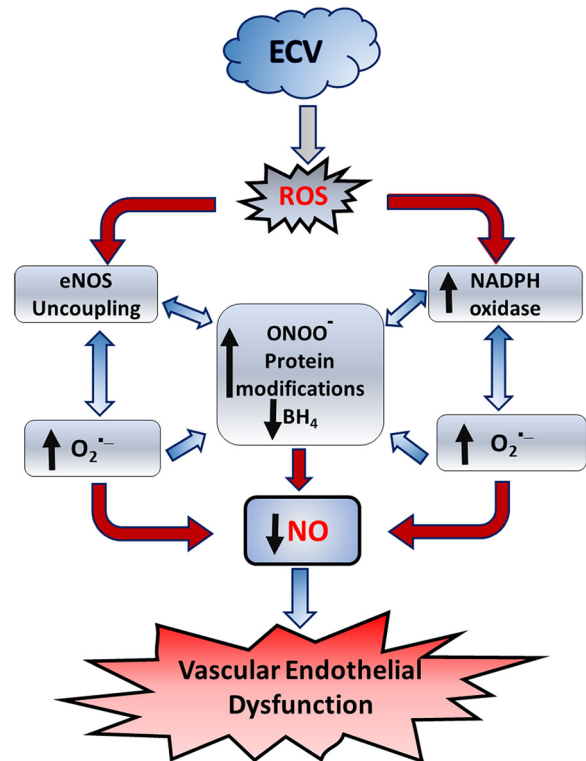 ECV
ROS
eNOS
Uncoupling
NADPH
oxidase
ONOO⁻
Protein
modifications
BH₄
O₂·–
O₂·–
NO
Vascular Endothelial
Dysfunction